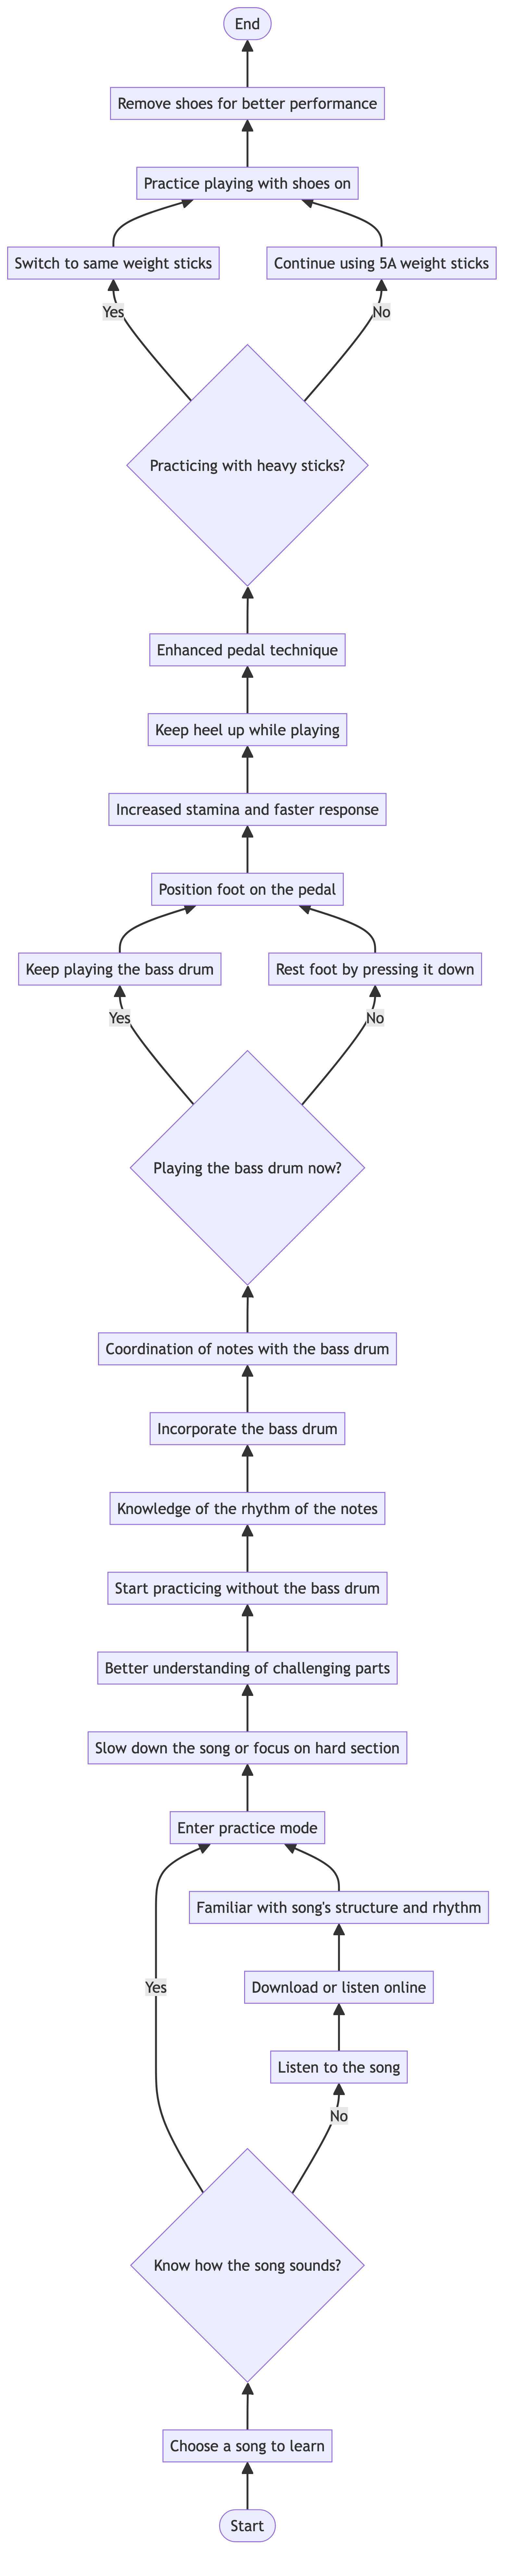 End
Remove shoes for better performance
Practice playing with shoes on
Switch to same weight sticks
Continue using 5A weight sticks
Yes
No
Practicing with heavy sticks?
Enhanced pedal technique
Keep heel up while playing
Increased stamina and faster response
Position foot on the pedal
Keep playing the bass drum
Rest foot by pressing it down
Yes
No
Playing the bass drum now?
Coordination of notes with the bass drum
Incorporate the bass drum
Knowledge of the rhythm of the notes
Start practicing without the bass drum
Better understanding of challenging parts
Slow down the song or focus on hard section
Enter practice mode
Familiar with song's structure and rhythm
Yes
Download or listen online
Listen to the song
No
Know how the song sounds?
Choose a song to learn
Start